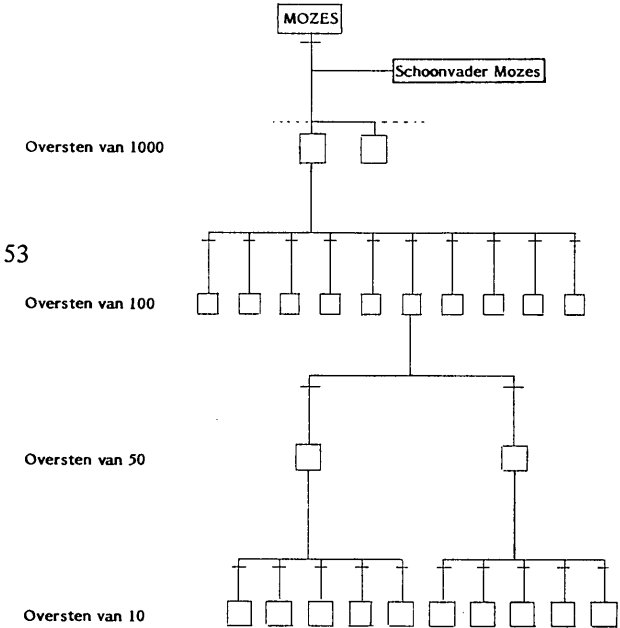 MOZES
Schoonvader Mozes
Oversten van 1000
53
Oversten van 100
Oversten van 50
Oversten van 10